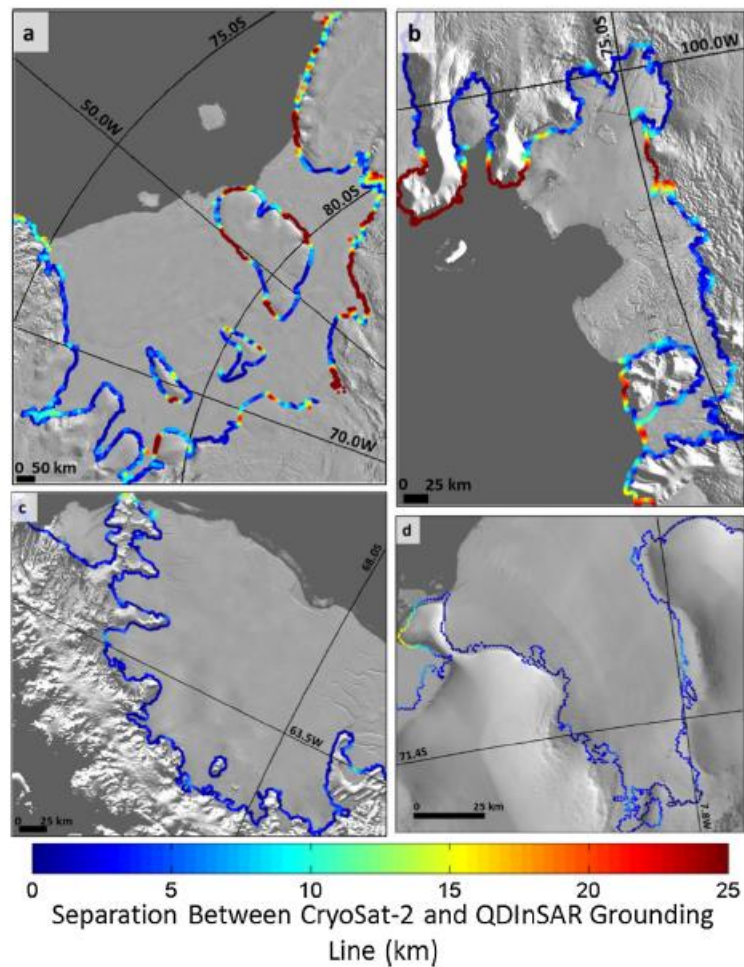 a
75.0S
50.0W
80.0S
70.0W
0 50 km
b
75.0S
100.0W
0 25 km
c
68.0S
63.5W
0 25 km
d
71.4S
7.8W
0 25 km
0 5 10 15 20 25
Separation Between CryoSat-2 and QDInSAR Grounding
Line (km)